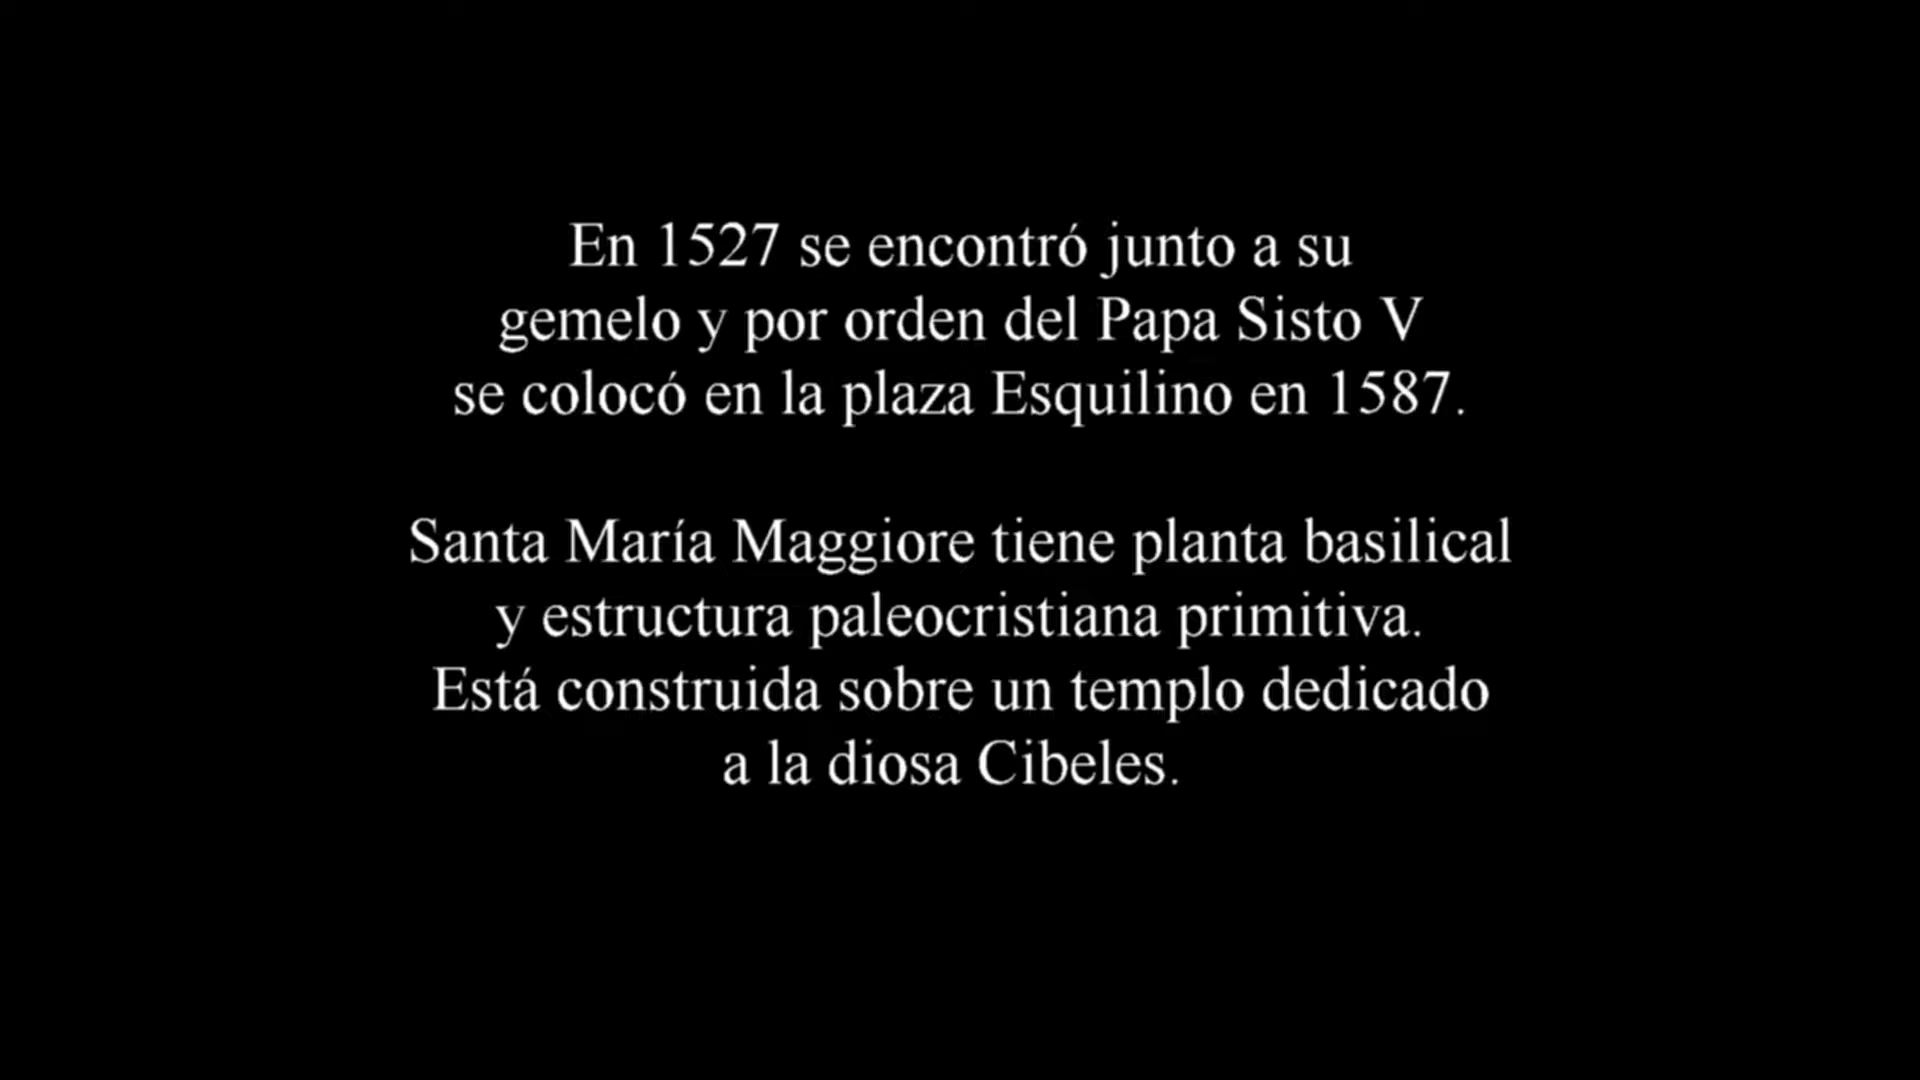 En 1527 se encontró junto a su
gemelo y por orden del Papa Sisto V
se colocó en la plaza Esquilino en 1587.
Santa María Maggiore tiene planta basilical
y estructura paleocristiana primitiva.
Está construida sobre un templo dedicado
a la diosa Cibeles.